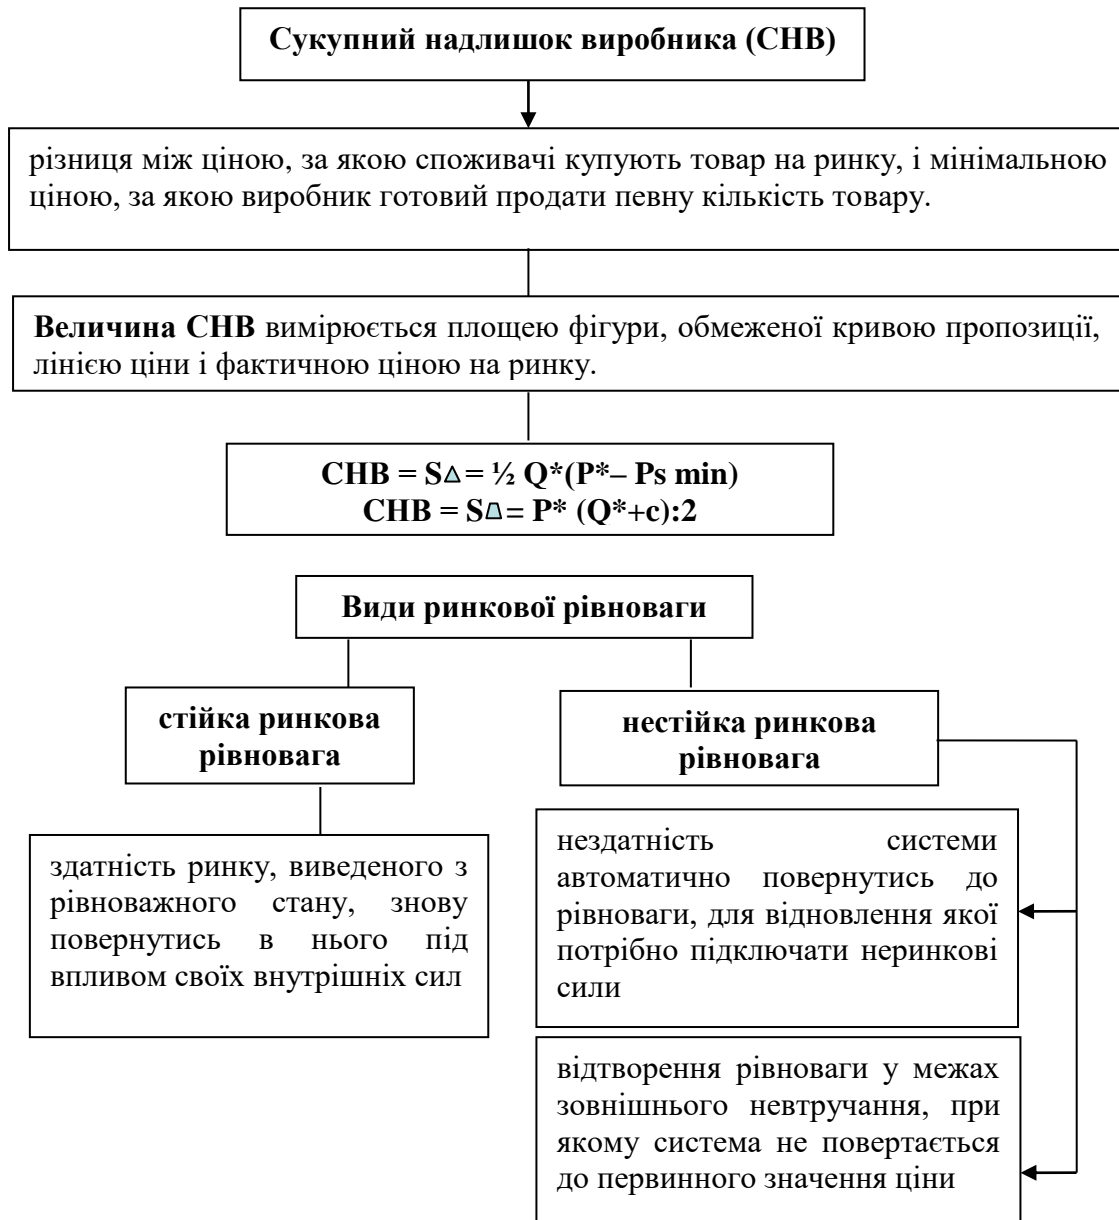 Сукупний надлишок виробника (СНВ)
різниця між ціною, за якою споживачі купують товар на ринку, і мінімальною
ціною, за якою виробник готовий продати певну кількість товару.
Величина СНВ вимірюється площею фігури, обмеженої кривою пропозиції,
лінією ціни і фактичною ціною на ринку.
СНВ = S△= ½ Q*(P*– Ps min)
СНВ = S⏢= P* (Q*+c):2
Види ринкової рівноваги
стійка ринкова
рівновага
здатність ринку, виведеного з
рівноважного стану, знову
повернутись в нього під
впливом своїх внутрішніх сил
нестійка ринкова
рівновага
нездатність системи
автоматично повернутись до
рівноваги, для відновлення якої
потрібно підключати неринкові
сили
відтворення рівноваги у межах
зовнішнього невтручання, при
якому система не повертається
до первинного значення ціни